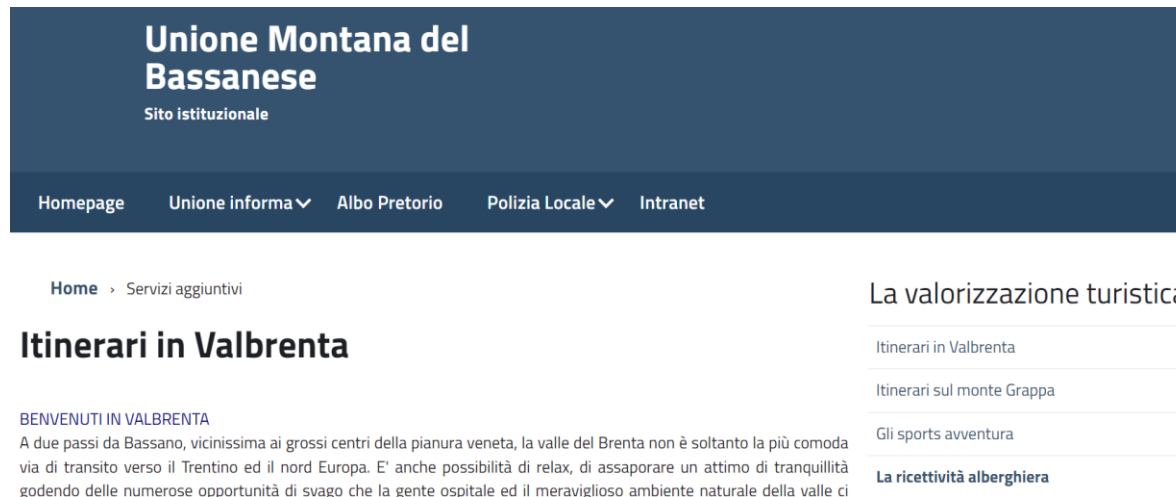 Unione Montana del
Bassanese
Sito istituzionale
Homepage Unione informa Albo Pretorio Polizia Locale Intranet
Home › Servizi aggiuntivi
Itinerari in Valbrenta
BENVENUTI IN VALBRENTA
A due passi da Bassano, vicinissima ai grossi centri della pianura veneta, la valle del Brenta non è soltanto la più comoda
via di transito verso il Trentino ed il nord Europa. E' anche possibilità di relax, di assaporare un attimo di tranquillità
godendo delle numerose opportunità di svago che la gente ospitale ed il meraviglioso ambiente naturale della valle ci
La valorizzazione turistica
Itinerari in Valbrenta
Itinerari sul monte Grappa
Gli sports avventura
La ricettività alberghiera